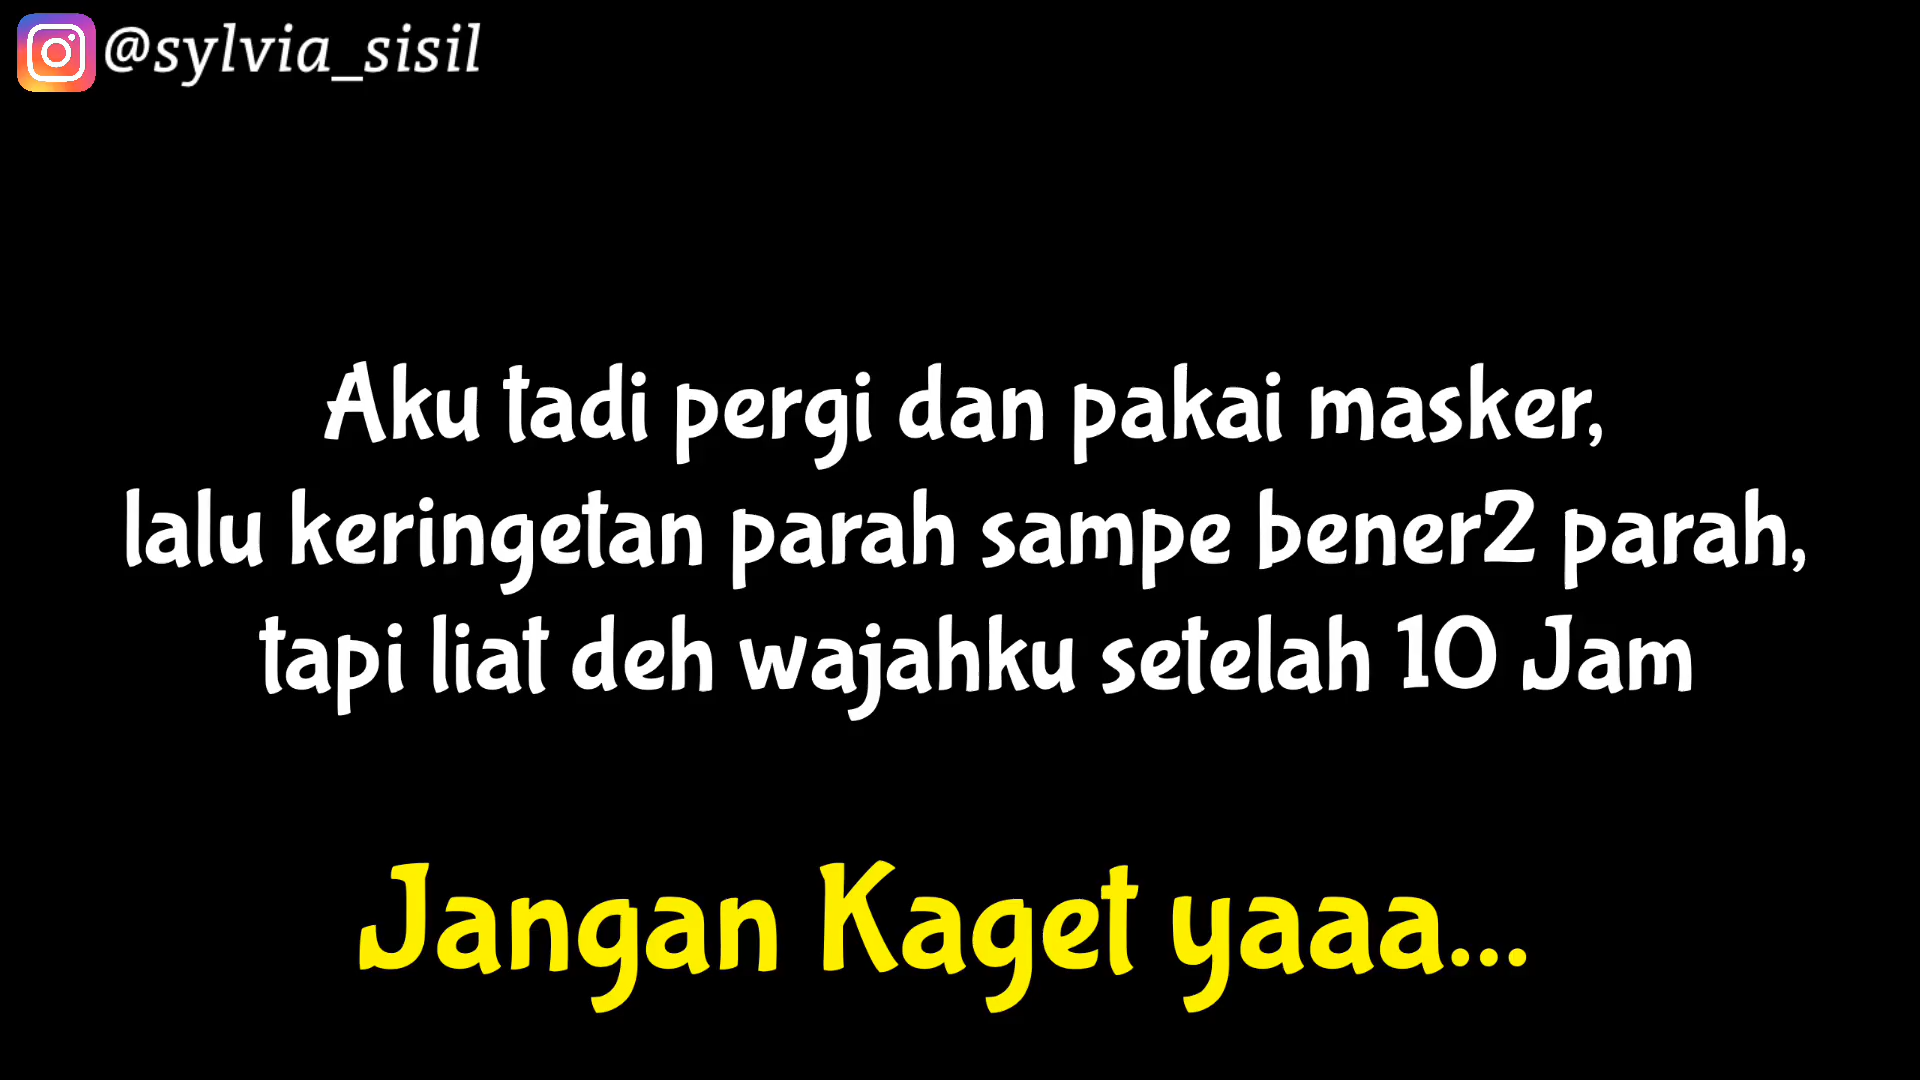 @sylvia_sisil
Aku tadi pergi dan pakai masker,
lalu keringetan parah sampe bener2 parah,
tapi liat deh wajahku setelah 10 Jam
Jangan Kaget yaaa...